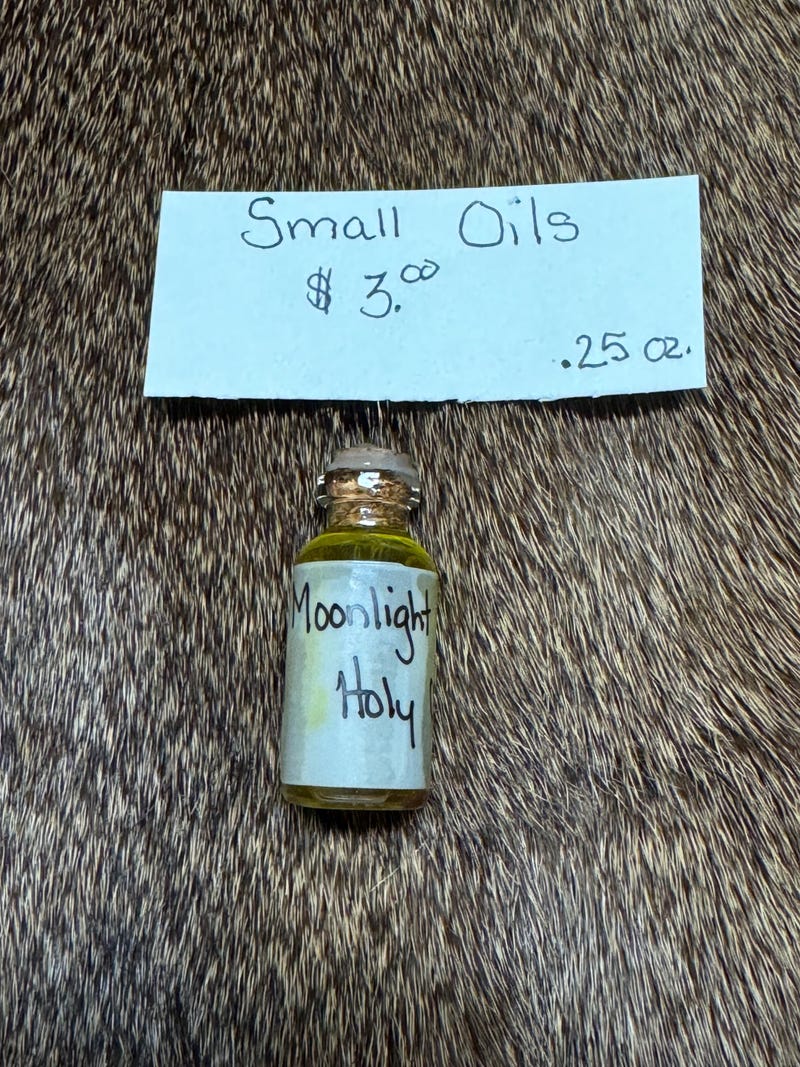 Small Oils
$ 3.00
.25 oz.
Moonlight
Holy